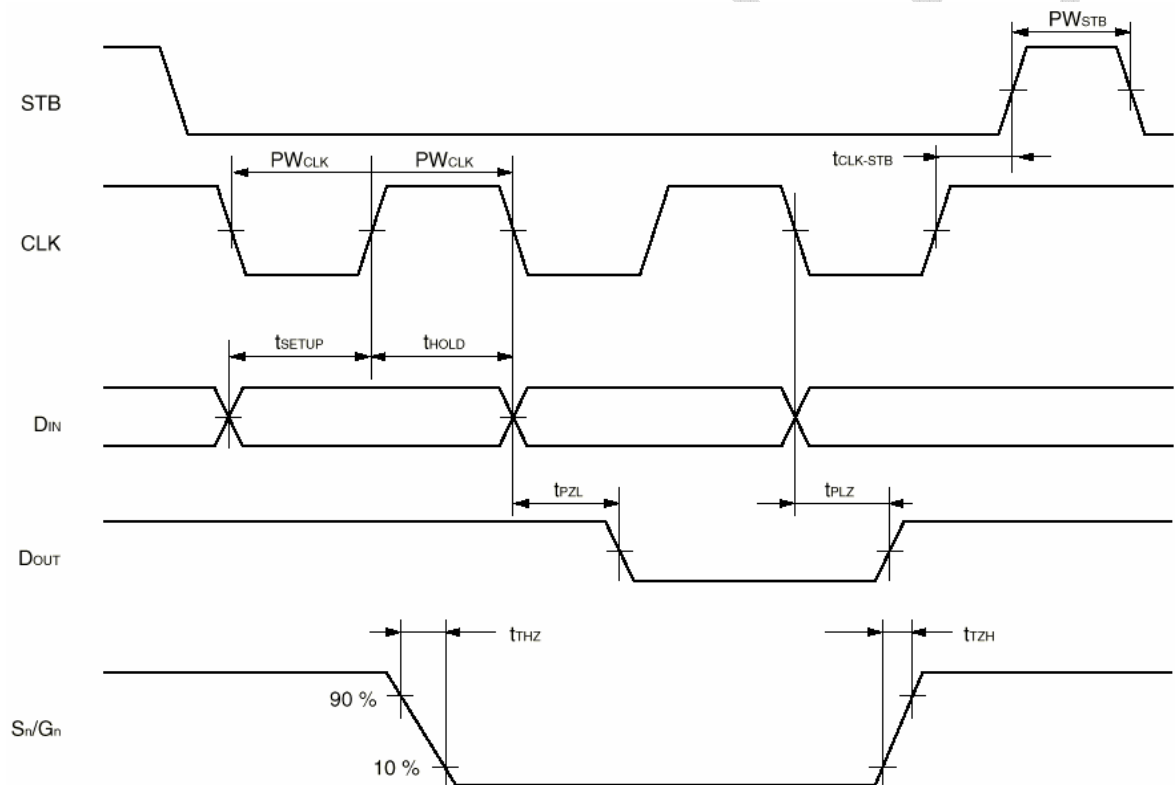 PWSTB
STB
PWCLK PWCLK
tCLK-STB
CLK
tSETUP tHOLD
DIN
tPZL tPLZ
DOUT
tTHZ tTZH
90 %
Sn/Gn
10 %